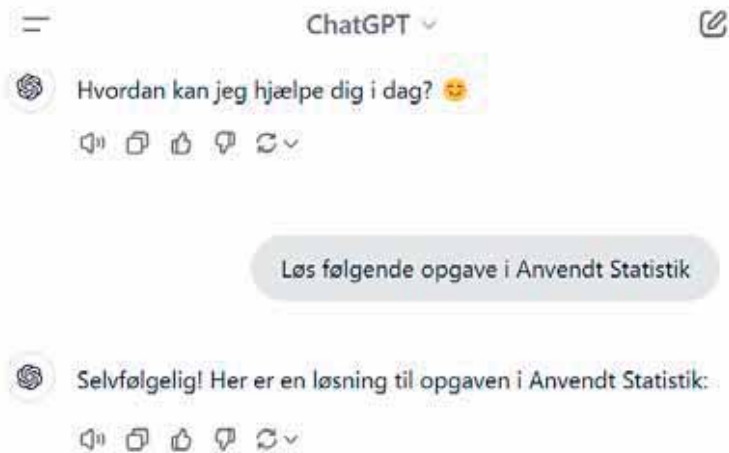 ChatGPT
Hvordan kan jeg hjælpe dig i dag? 😊
Løs følgende opgave i Anvendt Statistik
Selvfølgelig! Her er en løsning til opgaven i Anvendt Statistik: